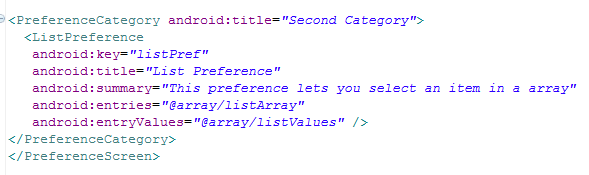 <PreferenceCategory android:title="Second Category">
<ListPreference
android:key="listPref"
android:title="List Preference"
android:summary="This preference lets you select an item in a array"
android:entries="@array/listArray"
android:entryValues="@array/listValues" />
</PreferenceCategory>
</PreferenceScreen>